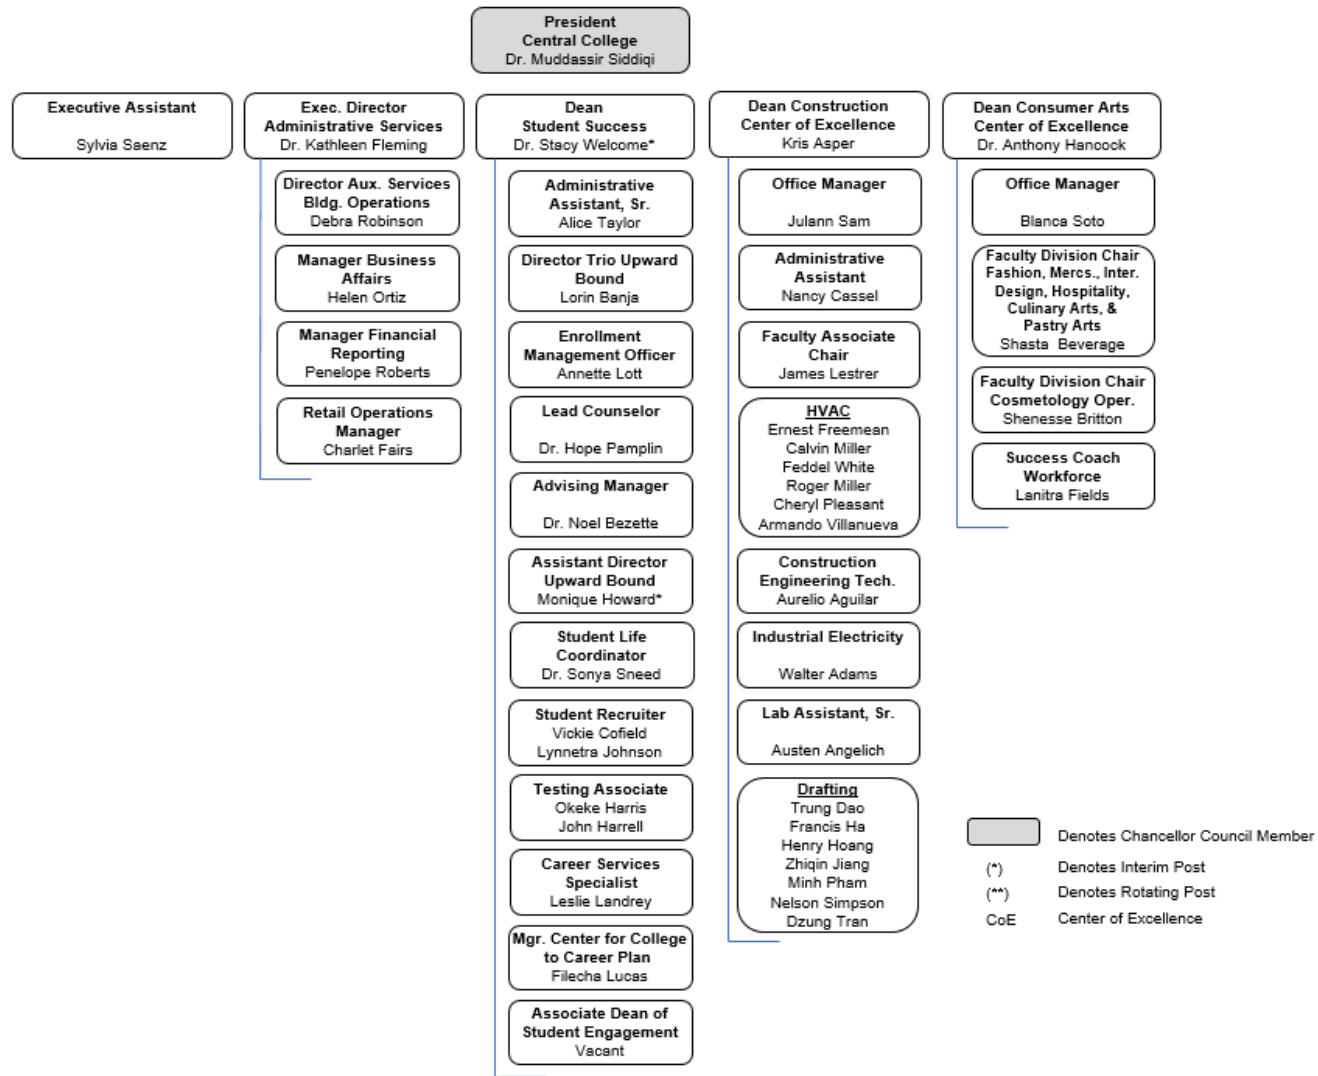 President
Central College
Dr. Muddassir Siddiqi
Executive Assistant
Sylvia Saenz
Exec. Director
Administrative Services
Dr. Kathleen Fleming
Director Aux. Services
Bldg. Operations
Debra Robinson
Manager Business
Affairs
Helen Ortiz
Manager Financial
Reporting
Penelope Roberts
Retail Operations
Manager
Charlet Fairs
Dean
Student Success
Dr. Stacy Welcome*
Administrative
Assistant, Sr.
Alice Taylor
Director Trio Upward
Bound
Lorin Banja
Enrollment
Management Officer
Annette Lott
Lead Counselor
Dr. Hope Pamplin
Advising Manager
Dr. Noel Bezette
Assistant Director
Upward Bound
Monique Howard*
Student Life
Coordinator
Dr. Sonya Sneed
Student Recruiter
Vickie Cofield
Lynnetra Johnson
Testing Associate
Okeke Harris
John Harrell
Career Services
Specialist
Leslie Landrey
Mgr. Center for College
to Career Plan
Filecha Lucas
Associate Dean of
Student Engagement
Vacant
Dean Construction
Center of Excellence
Kris Asper
Office Manager
Julann Sam
Administrative
Assistant
Nancy Cassel
Faculty Associate
Chair
James Lestrer
HVAC
Ernest Freemean
Calvin Miller
Feddel White
Roger Miller
Cheryl Pleasant
Armando Villanueva
Construction
Engineering Tech.
Aurelio Aguilar
Industrial Electricity
Walter Adams
Lab Assistant, Sr.
Austen Angelich
Drafting
Trung Dao
Francis Ha
Henry Hoang
Zhiqin Jiang
Minh Pham
Nelson Simpson
Dzung Tran
Dean Consumer Arts
Center of Excellence
Dr. Anthony Hancock
Office Manager
Blanca Soto
Faculty Division Chair
Fashion, Mercs., Inter.
Design, Hospitality,
Culinary Arts, &
Pastry Arts
Shasta Beverage
Faculty Division Chair
Cosmetology Oper.
Shenesse Britton
Success Coach
Workforce
Lanitra Fields
Denotes Chancellor Council Member
(*) Denotes Interim Post
(**) Denotes Rotating Post
CoE Center of Excellence